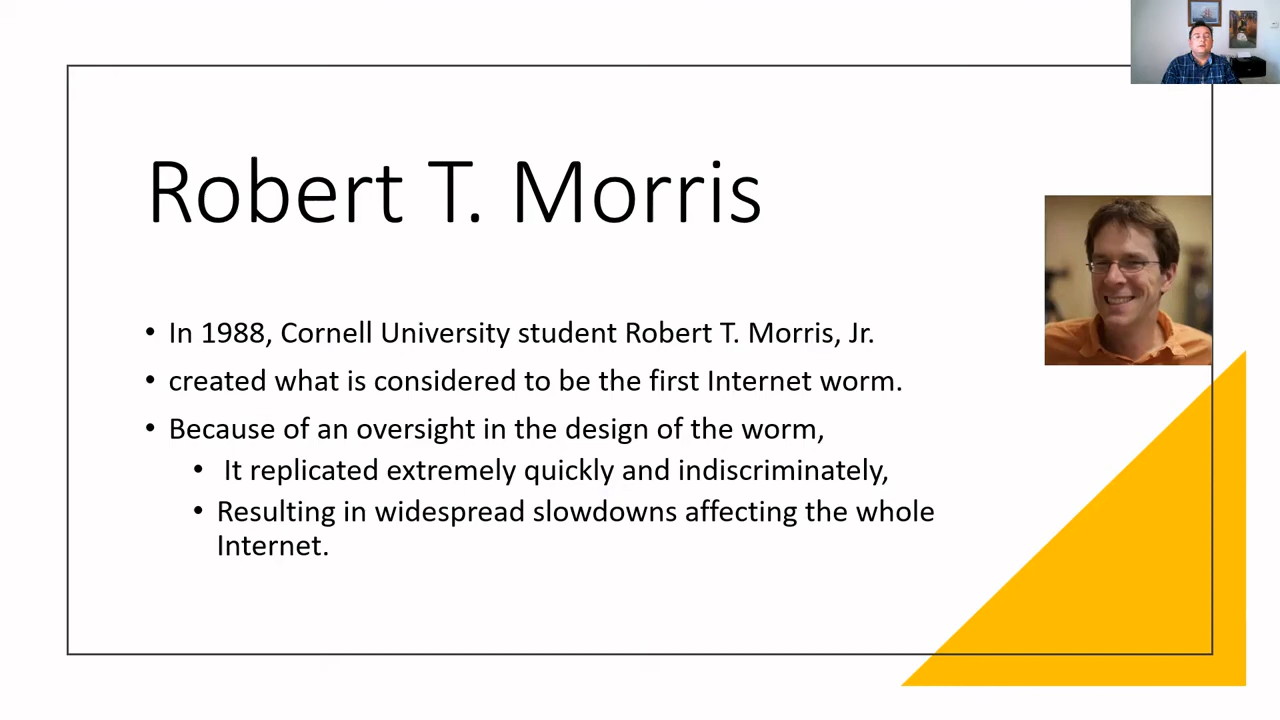 Robert T. Morris
• In 1988, Cornell University student Robert T. Morris, Jr.
• created what is considered to be the first Internet worm.
• Because of an oversight in the design of the worm,
• It replicated extremely quickly and indiscriminately,
• Resulting in widespread slowdowns affecting the whole
Internet.